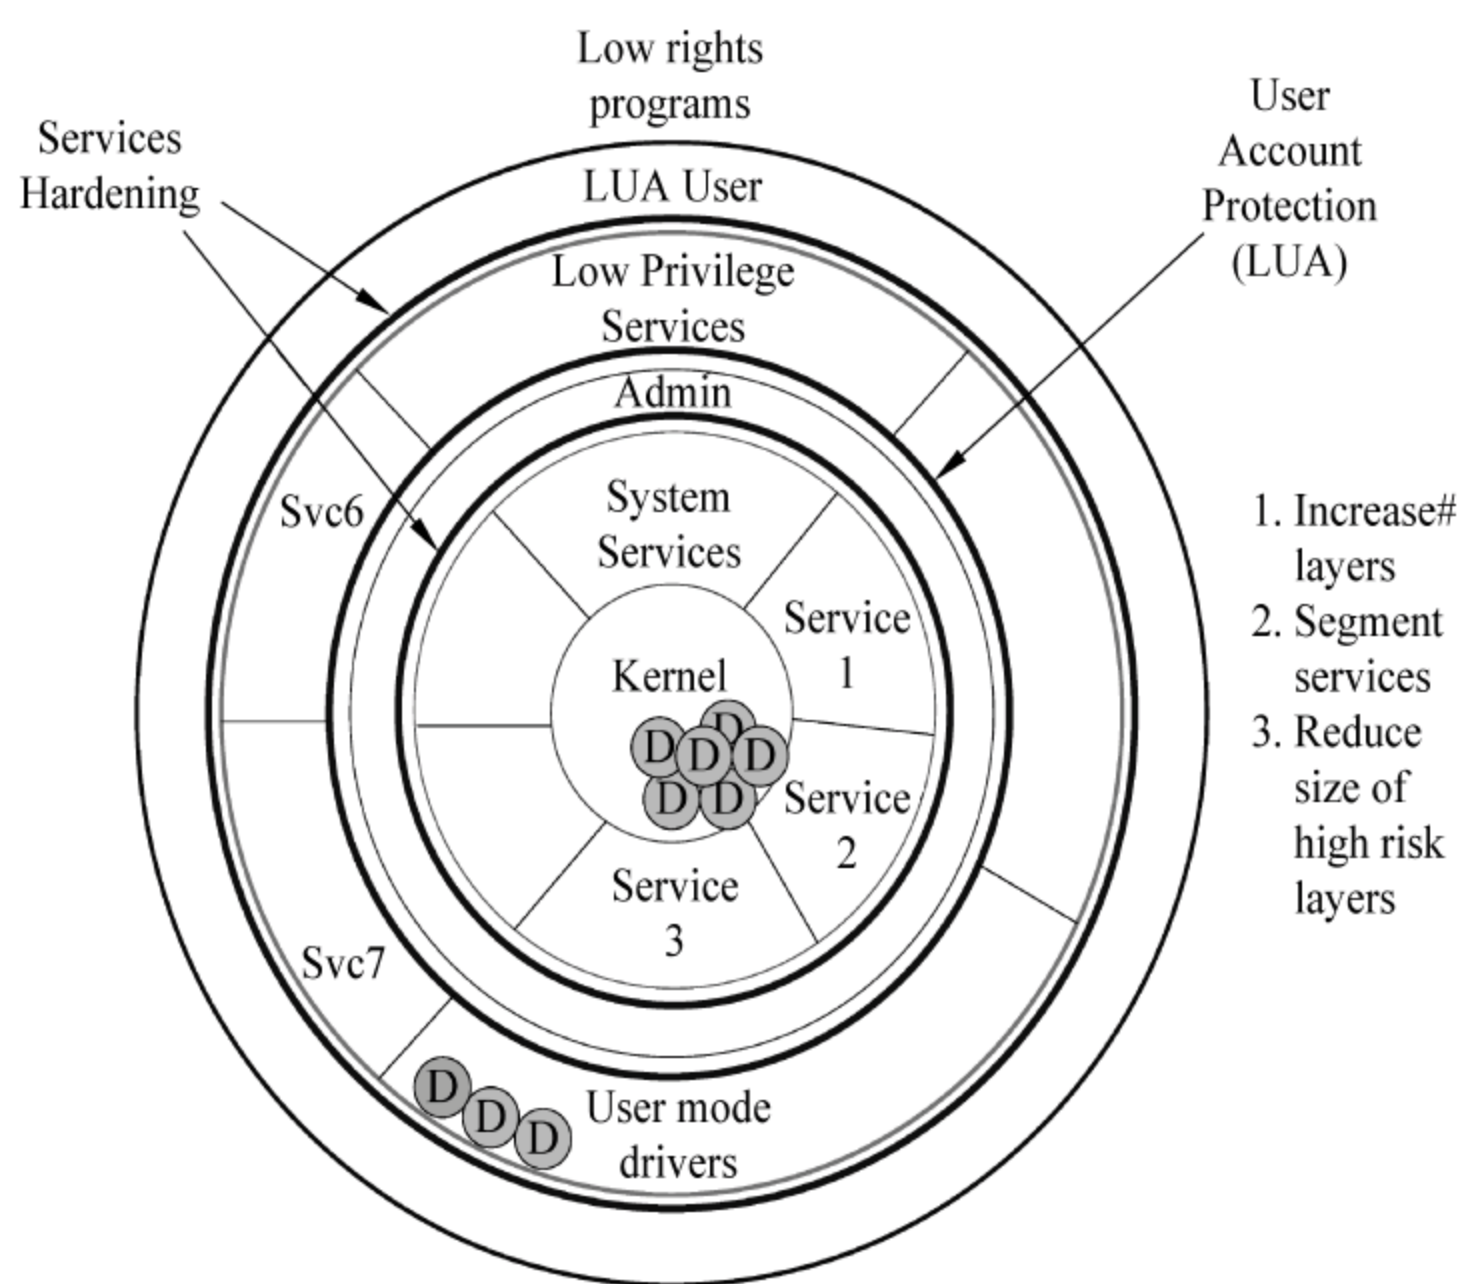 Low rights
programs
Services
Hardening
User
Account
Protection
(LUA)
LUA User
Low Privilege
Services
Admin
Svc6
System
Services
Service
1
Kernel
D
D
D
D
D
D
Service
2
Service
3
Svc7
D
D
D
User mode
drivers
1. Increase#
layers
2. Segment
services
3. Reduce
size of
high risk
layers